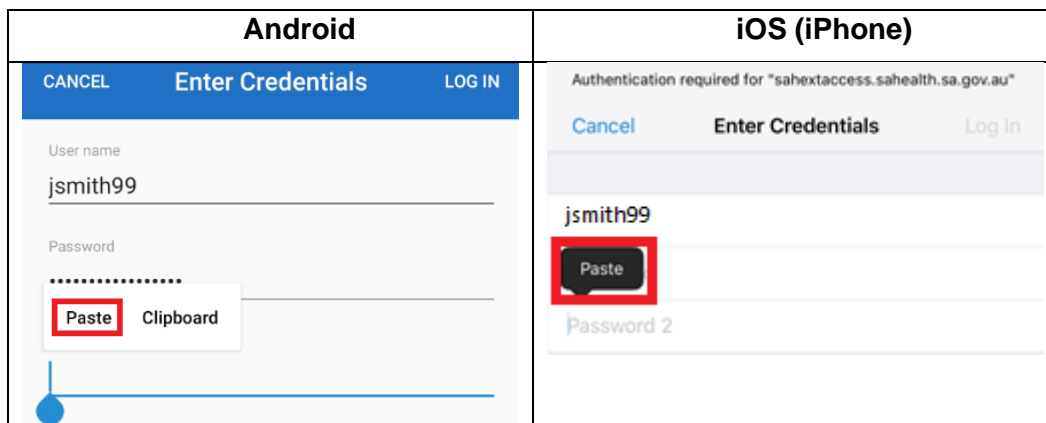 Android
iOS (iPhone)
CANCEL Enter Credentials LOG IN
User name
jsmith99
Password
•••••••••••••••••
Paste Clipboard
Authentication required for "sahextaccess.sahealth.sa.gov.au"
Cancel Enter Credentials Log In
jsmith99
Paste
Password 2